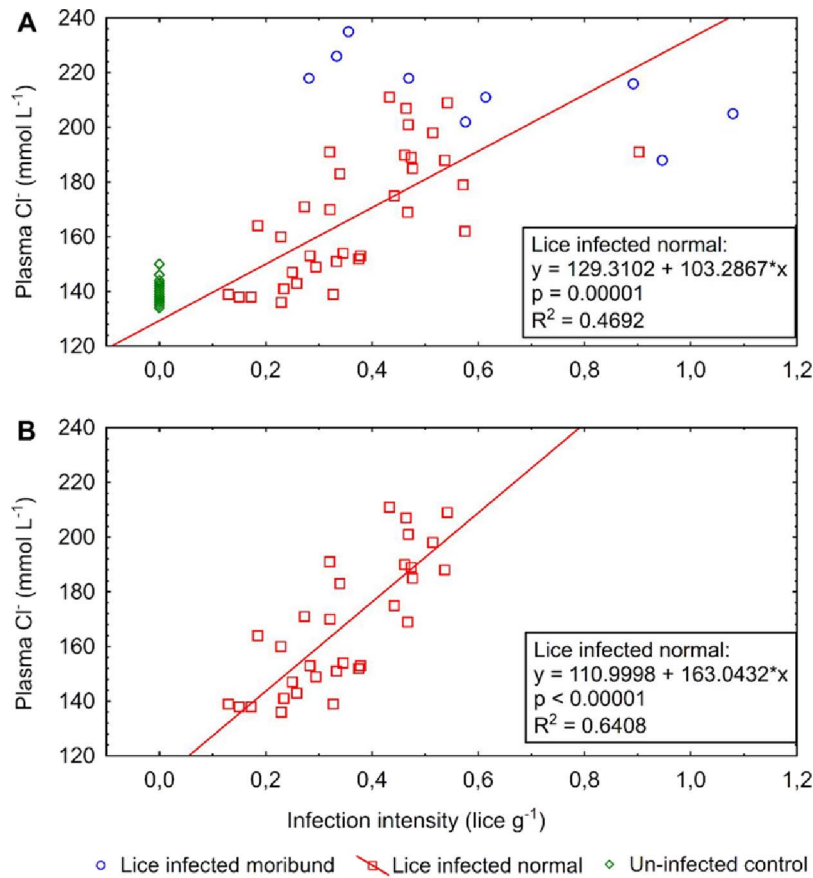 A
240
220
200
180
160
140
120
Plasma Cl⁻ (mmol L⁻¹)
Lice infected normal:
y = 129.3102 + 103.2867*x
p = 0.00001
R² = 0.4692
0,0 0,2 0,4 0,6 0,8 1,0 1,2
B
240
220
200
180
160
140
120
Plasma Cl⁻ (mmol L⁻¹)
Lice infected normal:
y = 110.9998 + 163.0432*x
p < 0.00001
R² = 0.6408
0,0 0,2 0,4 0,6 0,8 1,0 1,2
Infection intensity (lice g⁻¹)
Lice infected moribund Lice infected normal Un-infected control